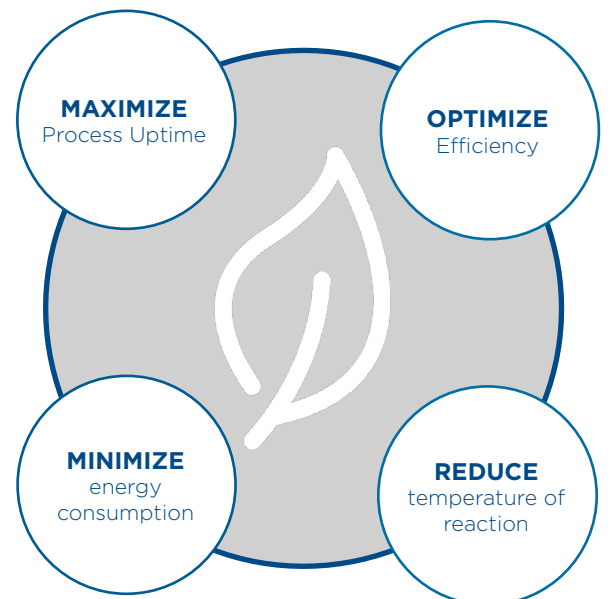 MAXIMIZE
Process Uptime
OPTIMIZE
Efficiency
MINIMIZE
energy
consumption
REDUCE
temperature of
reaction